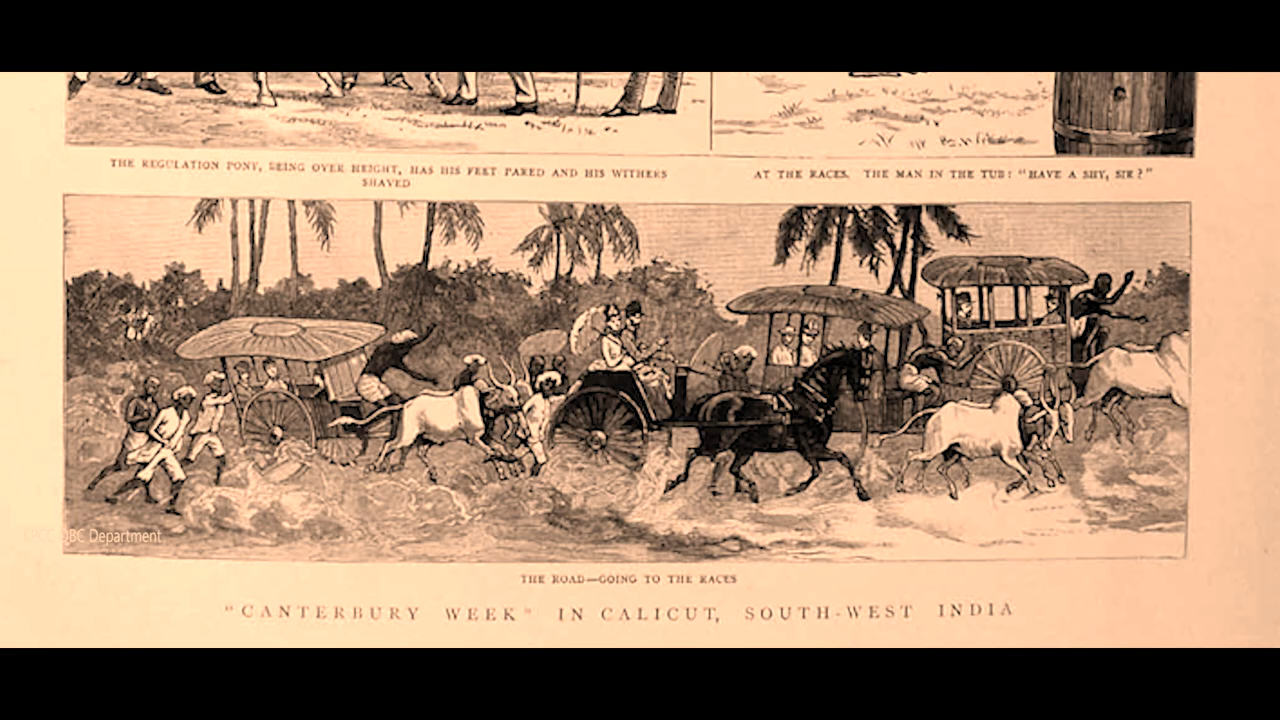 THE REGULATION PONY, BEING OVER HEIGHT, HAS HIS FEET PARED AND HIS WITHERS
SHAVED
AT THE RACES. THE MAN IN THE TUB: "HAVE A SHY, SIR?"
OBC Department
THE ROAD—GOING TO THE RACES
"CANTERBURY WEEK" IN CALICUT, SOUTH-WEST INDIA